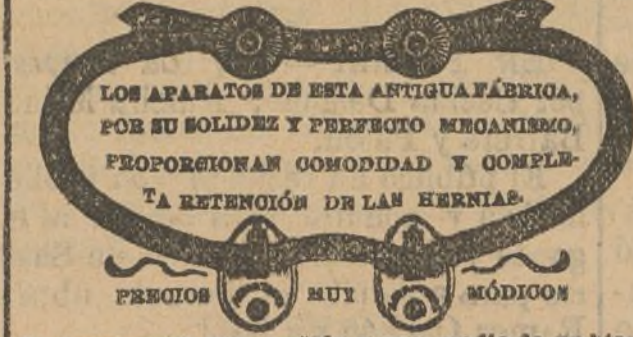 LOS APARATOS DE ESTA ANTIGUA FÁBRICA,
POR SU SOLIDEZ Y PERFECTO MECANISMO,
PROPORCIONAN COMODIDAD Y COMPLE-
TA RETENCIÓN DE LAS HERNIAS.
PRECIOS MUY MÓDICOS